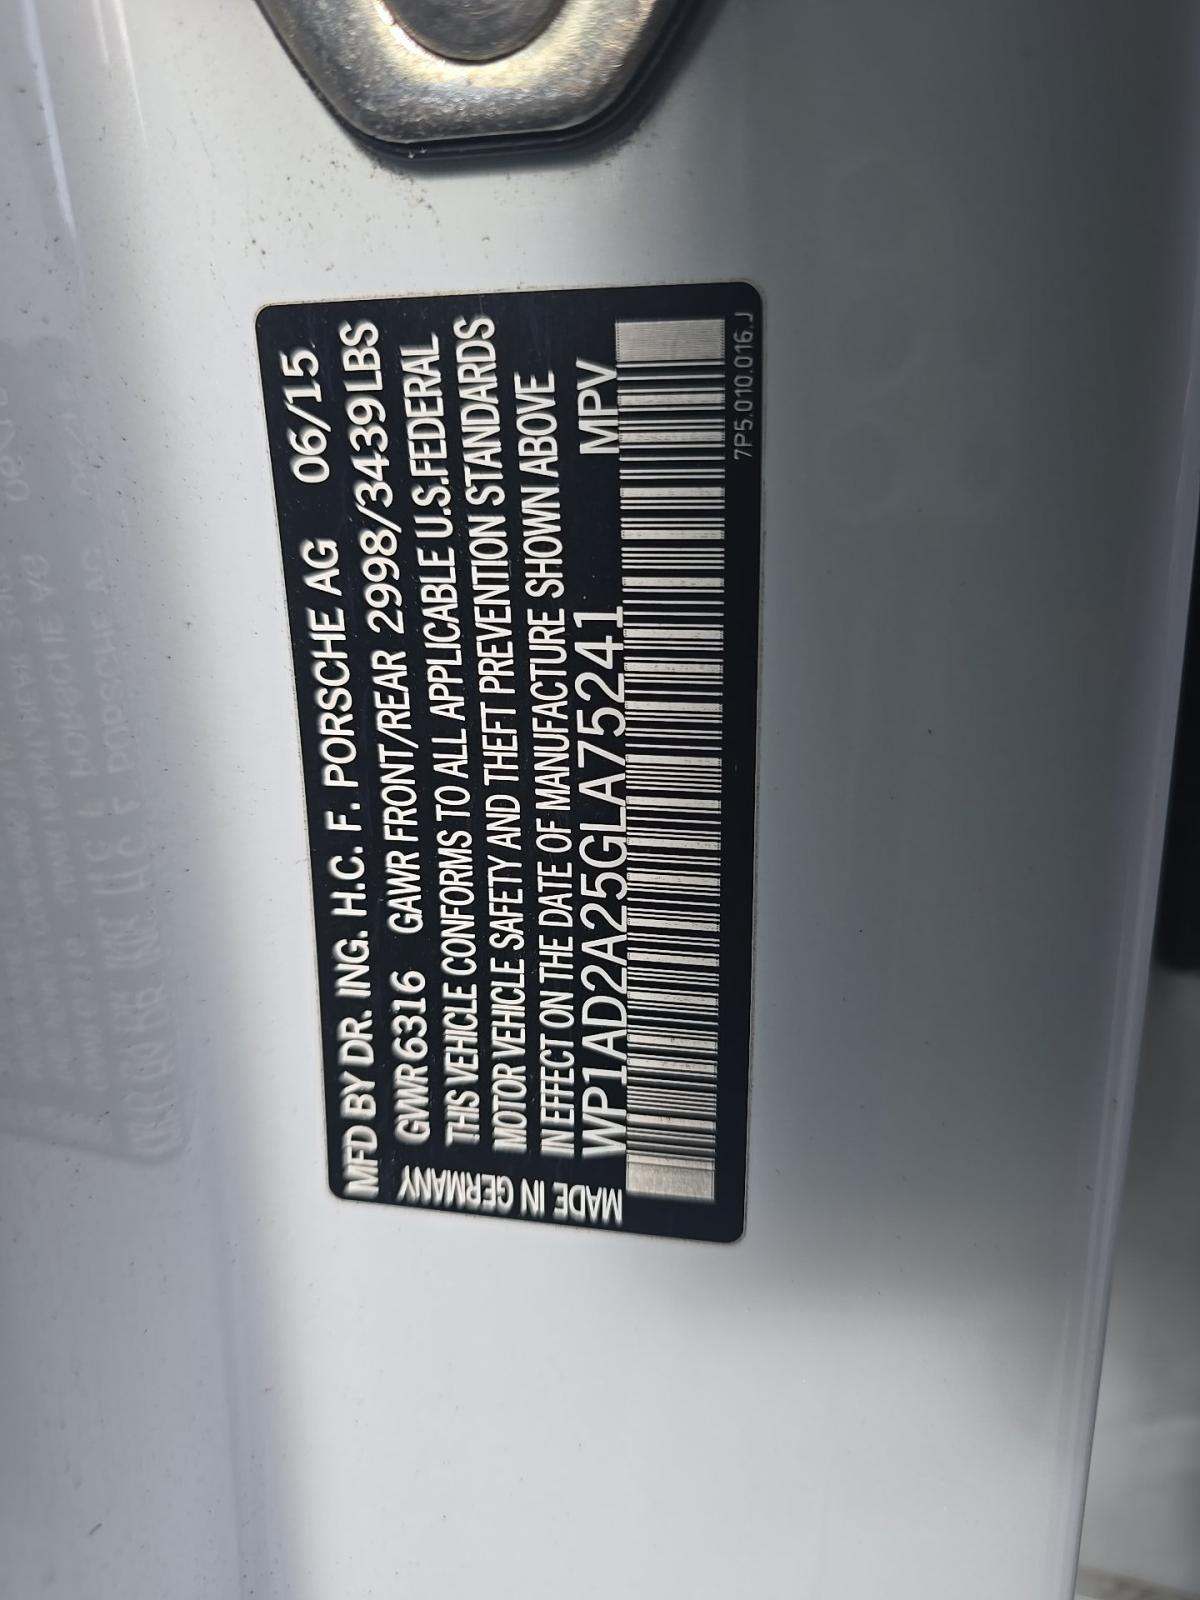 MFD BY DR. ING. H.C. F. PORSCHE AG 06/15
GVWR 6316 GAWR FRONT/REAR 2998/3439LBS
THIS VEHICLE CONFORMS TO ALL APPLICABLE U.S.FEDERAL
MOTOR VEHICLE SAFETY AND THEFT PREVENTION STANDARDS
IN EFFECT ON THE DATE OF MANUFACTURE SHOWN ABOVE
WP1AD2A25GLA75241 MPV
MADE IN GERMANY
7P5.010.016.J